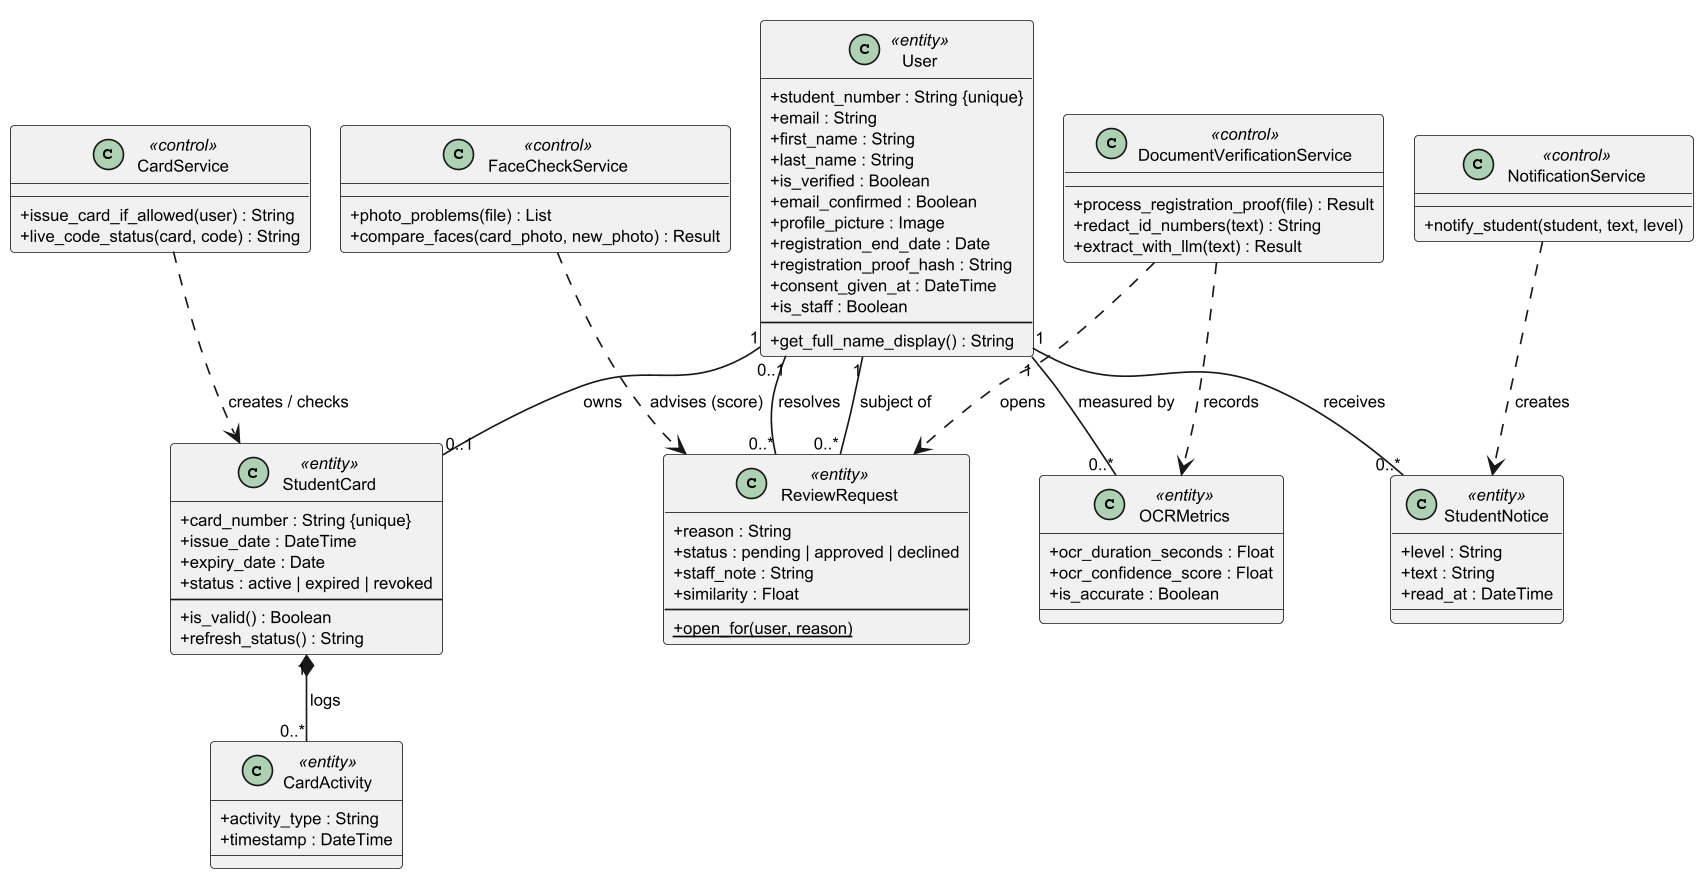 C
«entity»
User
+student_number : String {unique}
+email : String
+first_name : String
+last_name : String
+is_verified : Boolean
+email_confirmed : Boolean
+profile_picture : Image
+registration_end_date : Date
+registration_proof_hash : String
+consent_given_at : DateTime
+is_staff : Boolean
+get_full_name_display() : String
C
«control»
CardService
+issue_card_if_allowed(user) : String
+live_code_status(card, code) : String
C
«control»
FaceCheckService
+photo_problems(file) : List
+compare_faces(card_photo, new_photo) : Result
C
«control»
DocumentVerificationService
+process_registration_proof(file) : Result
+redact_id_numbers(text) : String
+extract_with_llm(text) : Result
C
«control»
NotificationService
+notify_student(student, text, level)
1
0..1
1
1
1
creates / checks
owns
advises (score)
resolves
subject of
opens
measured by
records
receives
creates
0..1
0..*
0..*
0..*
0..*
C
«entity»
StudentCard
+card_number : String {unique}
+issue_date : DateTime
+expiry_date : Date
+status : active | expired | revoked
+is_valid() : Boolean
+refresh_status() : String
C
«entity»
ReviewRequest
+reason : String
+status : pending | approved | declined
+staff_note : String
+similarity : Float
+open_for(user, reason)
C
«entity»
OCRMetrics
+ocr_duration_seconds : Float
+ocr_confidence_score : Float
+is_accurate : Boolean
C
«entity»
StudentNotice
+level : String
+text : String
+read_at : DateTime
1
logs
0..*
C
«entity»
CardActivity
+activity_type : String
+timestamp : DateTime